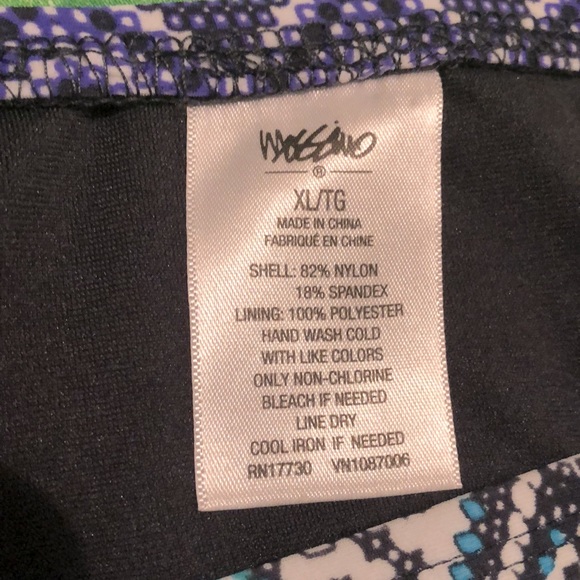 MOSSIMO
®
XL/TG
MADE IN CHINA
FABRIQUÉ EN CHINE
SHELL: 82% NYLON
18% SPANDEX
LINING: 100% POLYESTER
HAND WASH COLD
WITH LIKE COLORS
ONLY NON-CHLORINE
BLEACH IF NEEDED
LINE DRY
COOL IRON IF NEEDED
RN17730 VN1087006